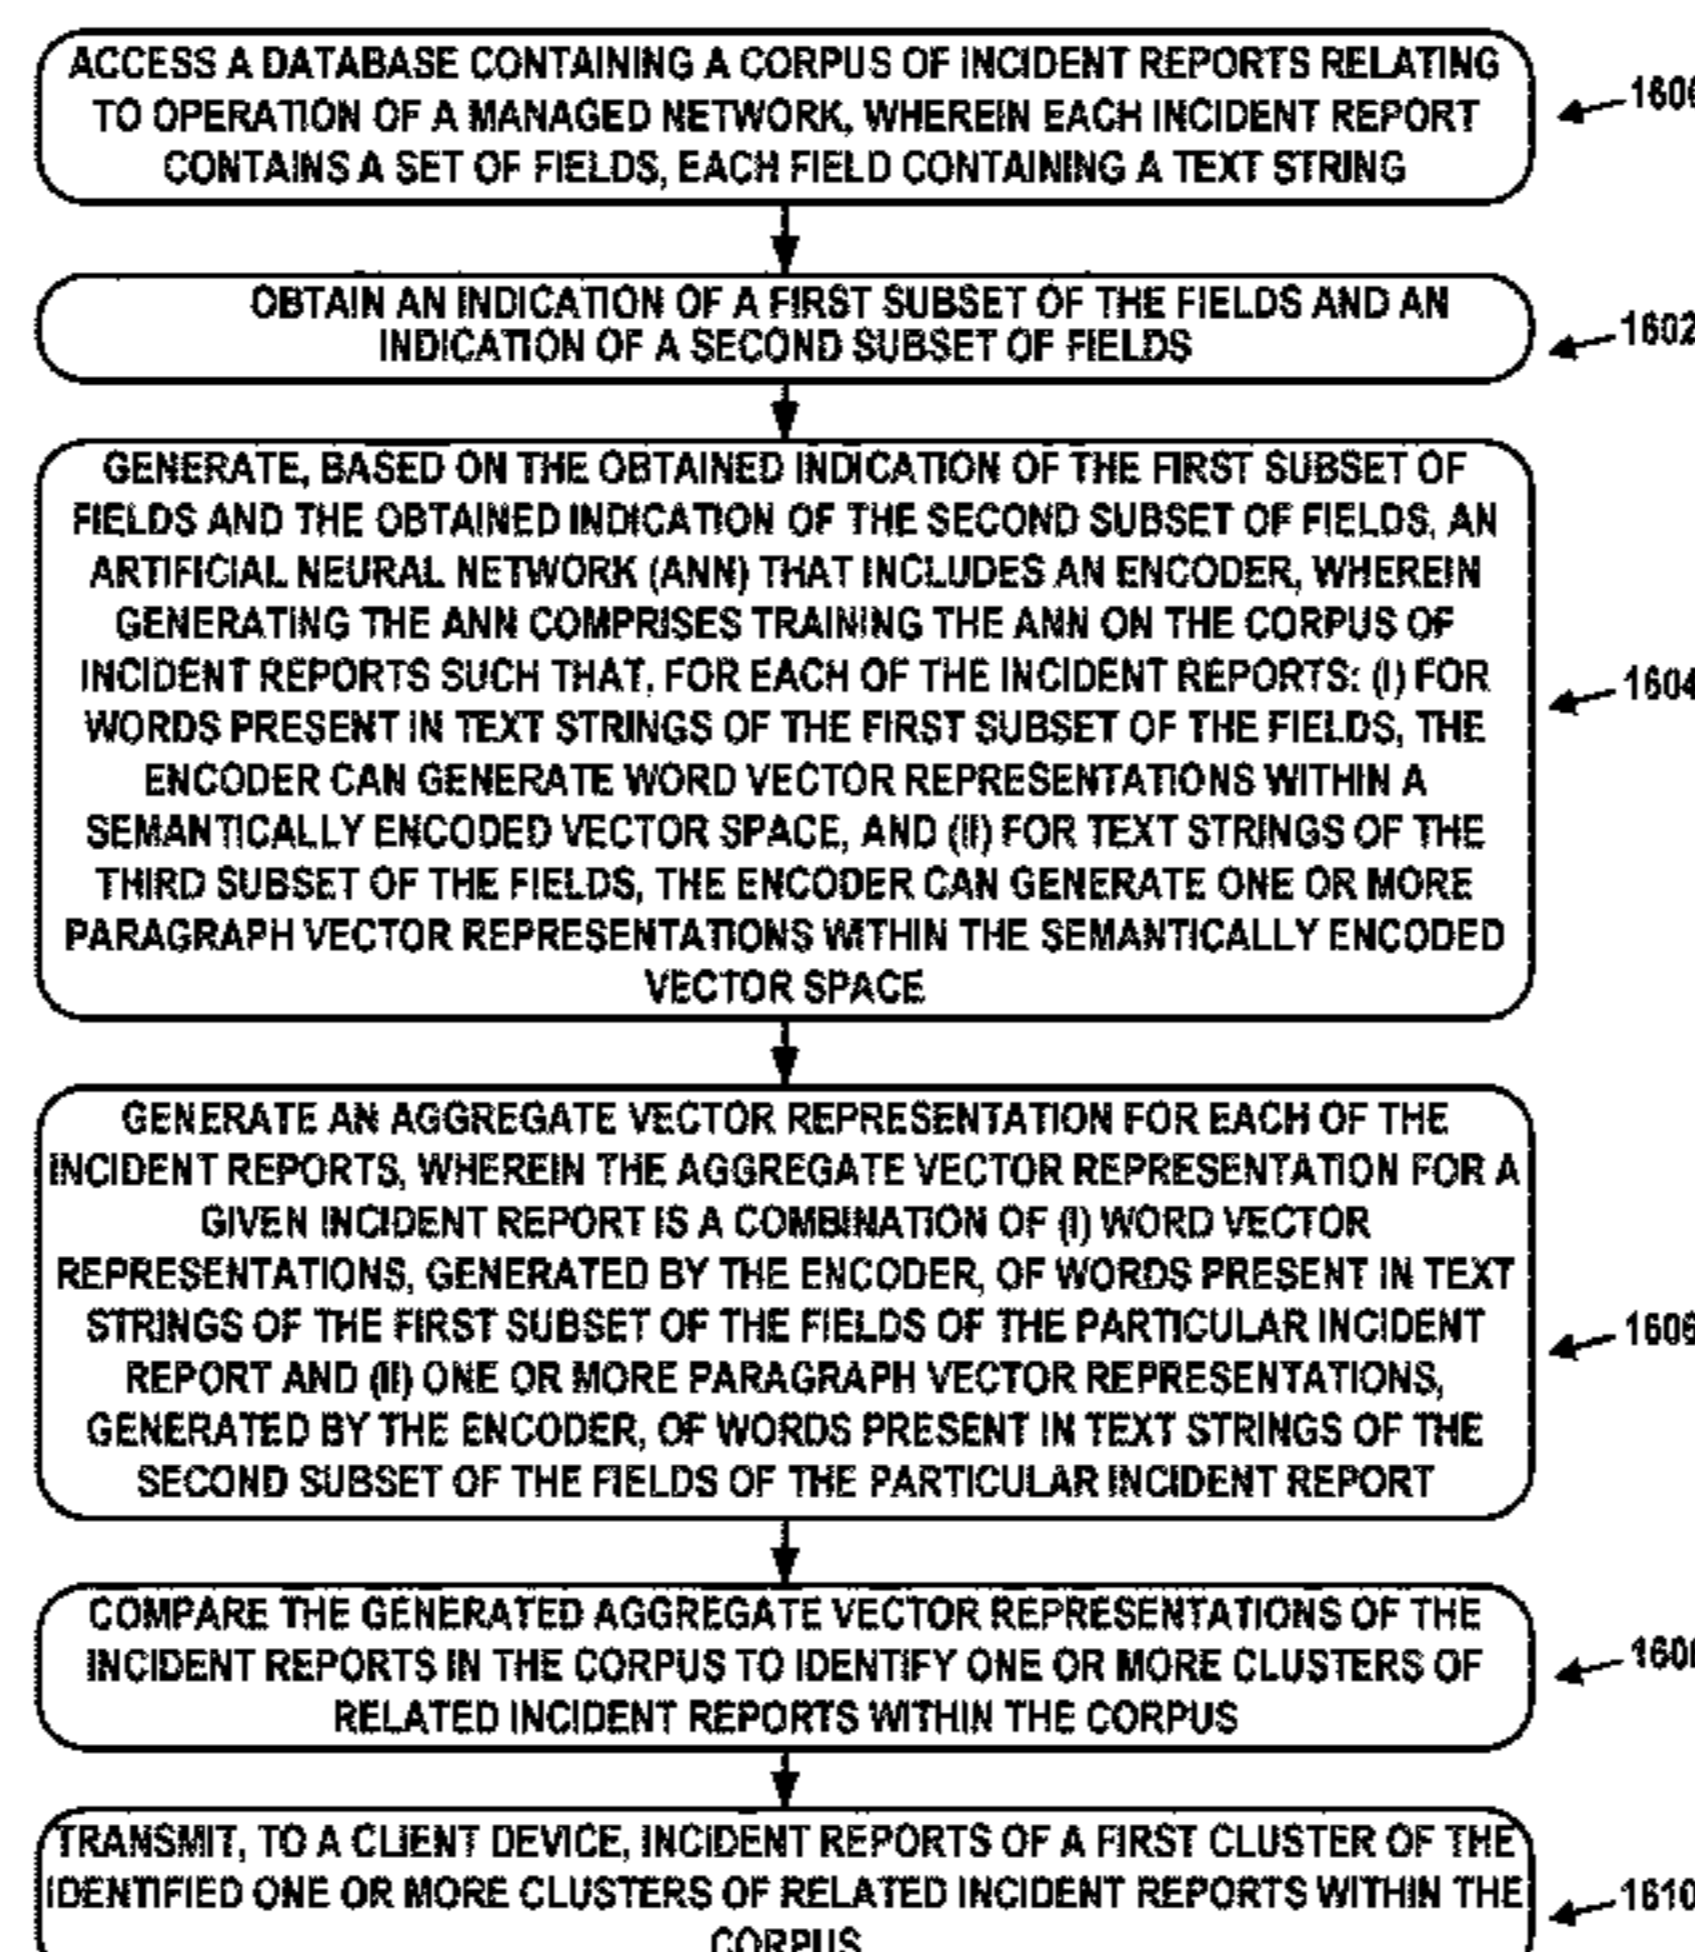 ACCESS A DATABASE CONTAINING A CORPUS OF INCIDENT REPORTS RELATING
TO OPERATION OF A MANAGED NETWORK, WHEREIN EACH INCIDENT REPORT
CONTAINS A SET OF FIELDS, EACH FIELD CONTAINING A TEXT STRING
1600
OBTAIN AN INDICATION OF A FIRST SUBSET OF THE FIELDS AND AN
INDICATION OF A SECOND SUBSET OF FIELDS
1602
GENERATE, BASED ON THE OBTAINED INDICATION OF THE FIRST SUBSET OF
FIELDS AND THE OBTAINED INDICATION OF THE SECOND SUBSET OF FIELDS, AN
ARTIFICIAL NEURAL NETWORK (ANN) THAT INCLUDES AN ENCODER, WHEREIN
GENERATING THE ANN COMPRISES TRAINING THE ANN ON THE CORPUS OF
INCIDENT REPORTS SUCH THAT, FOR EACH OF THE INCIDENT REPORTS: (I) FOR
WORDS PRESENT IN TEXT STRINGS OF THE FIRST SUBSET OF THE FIELDS, THE
ENCODER CAN GENERATE WORD VECTOR REPRESENTATIONS WITHIN A
SEMANTICALLY ENCODED VECTOR SPACE, AND (II) FOR TEXT STRINGS OF THE
THIRD SUBSET OF THE FIELDS, THE ENCODER CAN GENERATE ONE OR MORE
PARAGRAPH VECTOR REPRESENTATIONS WITHIN THE SEMANTICALLY ENCODED
VECTOR SPACE
1604
GENERATE AN AGGREGATE VECTOR REPRESENTATION FOR EACH OF THE
INCIDENT REPORTS, WHEREIN THE AGGREGATE VECTOR REPRESENTATION FOR A
GIVEN INCIDENT REPORT IS A COMBINATION OF (I) WORD VECTOR
REPRESENTATIONS, GENERATED BY THE ENCODER, OF WORDS PRESENT IN TEXT
STRINGS OF THE FIRST SUBSET OF THE FIELDS OF THE PARTICULAR INCIDENT
REPORT AND (II) ONE OR MORE PARAGRAPH VECTOR REPRESENTATIONS,
GENERATED BY THE ENCODER, OF WORDS PRESENT IN TEXT STRINGS OF THE
SECOND SUBSET OF THE FIELDS OF THE PARTICULAR INCIDENT REPORT
1606
COMPARE THE GENERATED AGGREGATE VECTOR REPRESENTATIONS OF THE
INCIDENT REPORTS IN THE CORPUS TO IDENTIFY ONE OR MORE CLUSTERS OF
RELATED INCIDENT REPORTS WITHIN THE CORPUS
TRANSMIT, TO A CLIENT DEVICE, INCIDENT REPORTS OF A FIRST CLUSTER OF THE
IDENTIFIED ONE OR MORE CLUSTERS OF RELATED INCIDENT REPORTS WITHIN THE
CORPUS
1610